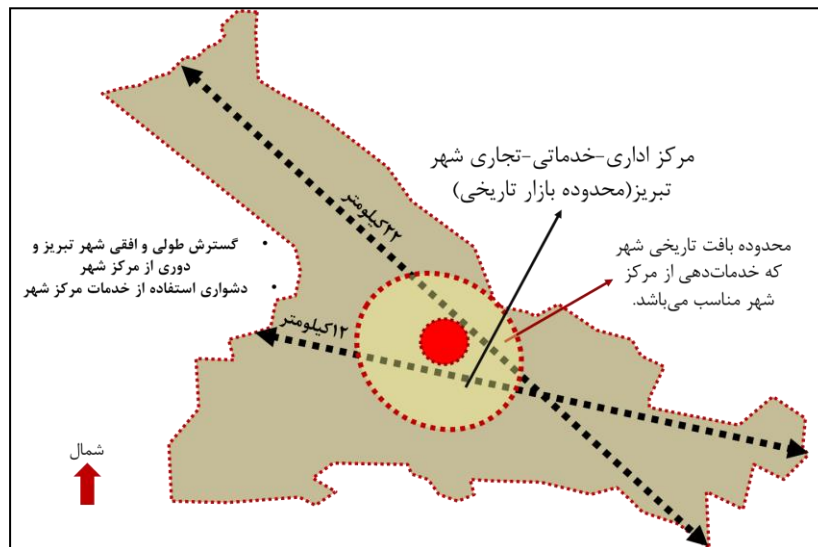 مرکز اداری-خدماتی-تجاری شهر
تبریز(محدوده بازار تاریخی)
۲۲کیلومتر
محدوده بافت تاریخی شهر
که خدمات‌دهی از مرکز
شهر مناسب می‌باشد.
• گسترش طولی و افقی شهر تبریز و
دوری از مرکز شهر
• دشواری استفاده از خدمات مرکز شهر
۱۲کیلومتر
شمال